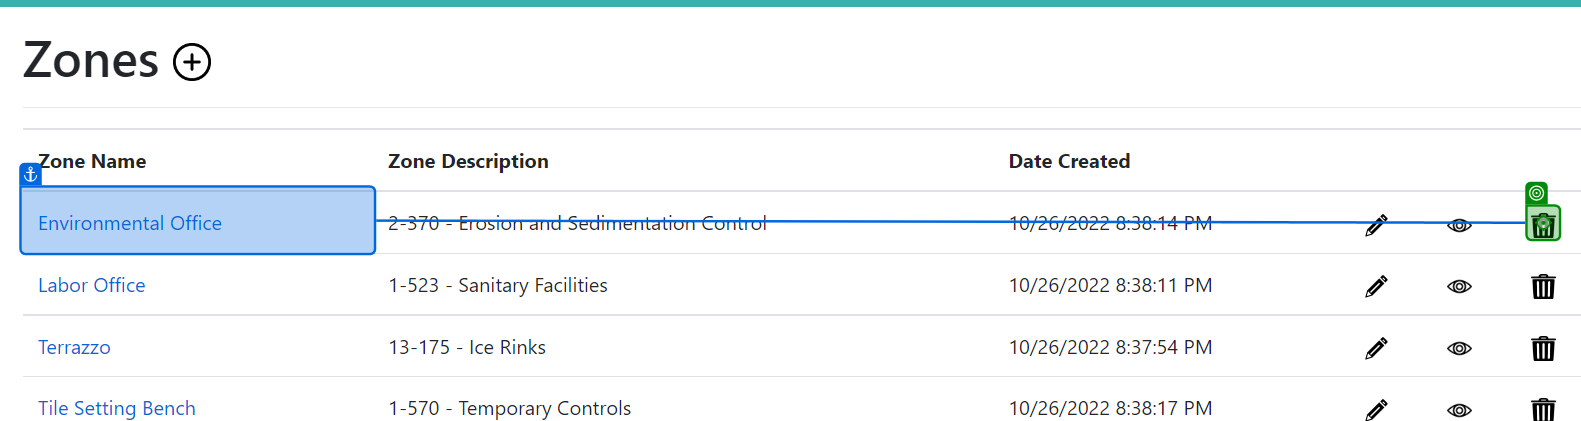 Zones
Zone Name Zone Description Date Created
Environmental Office 2-370 - Erosion and Sedimentation Control 10/26/2022 8:38:14 PM
Labor Office 1-523 - Sanitary Facilities 10/26/2022 8:38:11 PM
Terrazzo 13-175 - Ice Rinks 10/26/2022 8:37:54 PM
Tile Setting Bench 1-570 - Temporary Controls 10/26/2022 8:38:17 PM